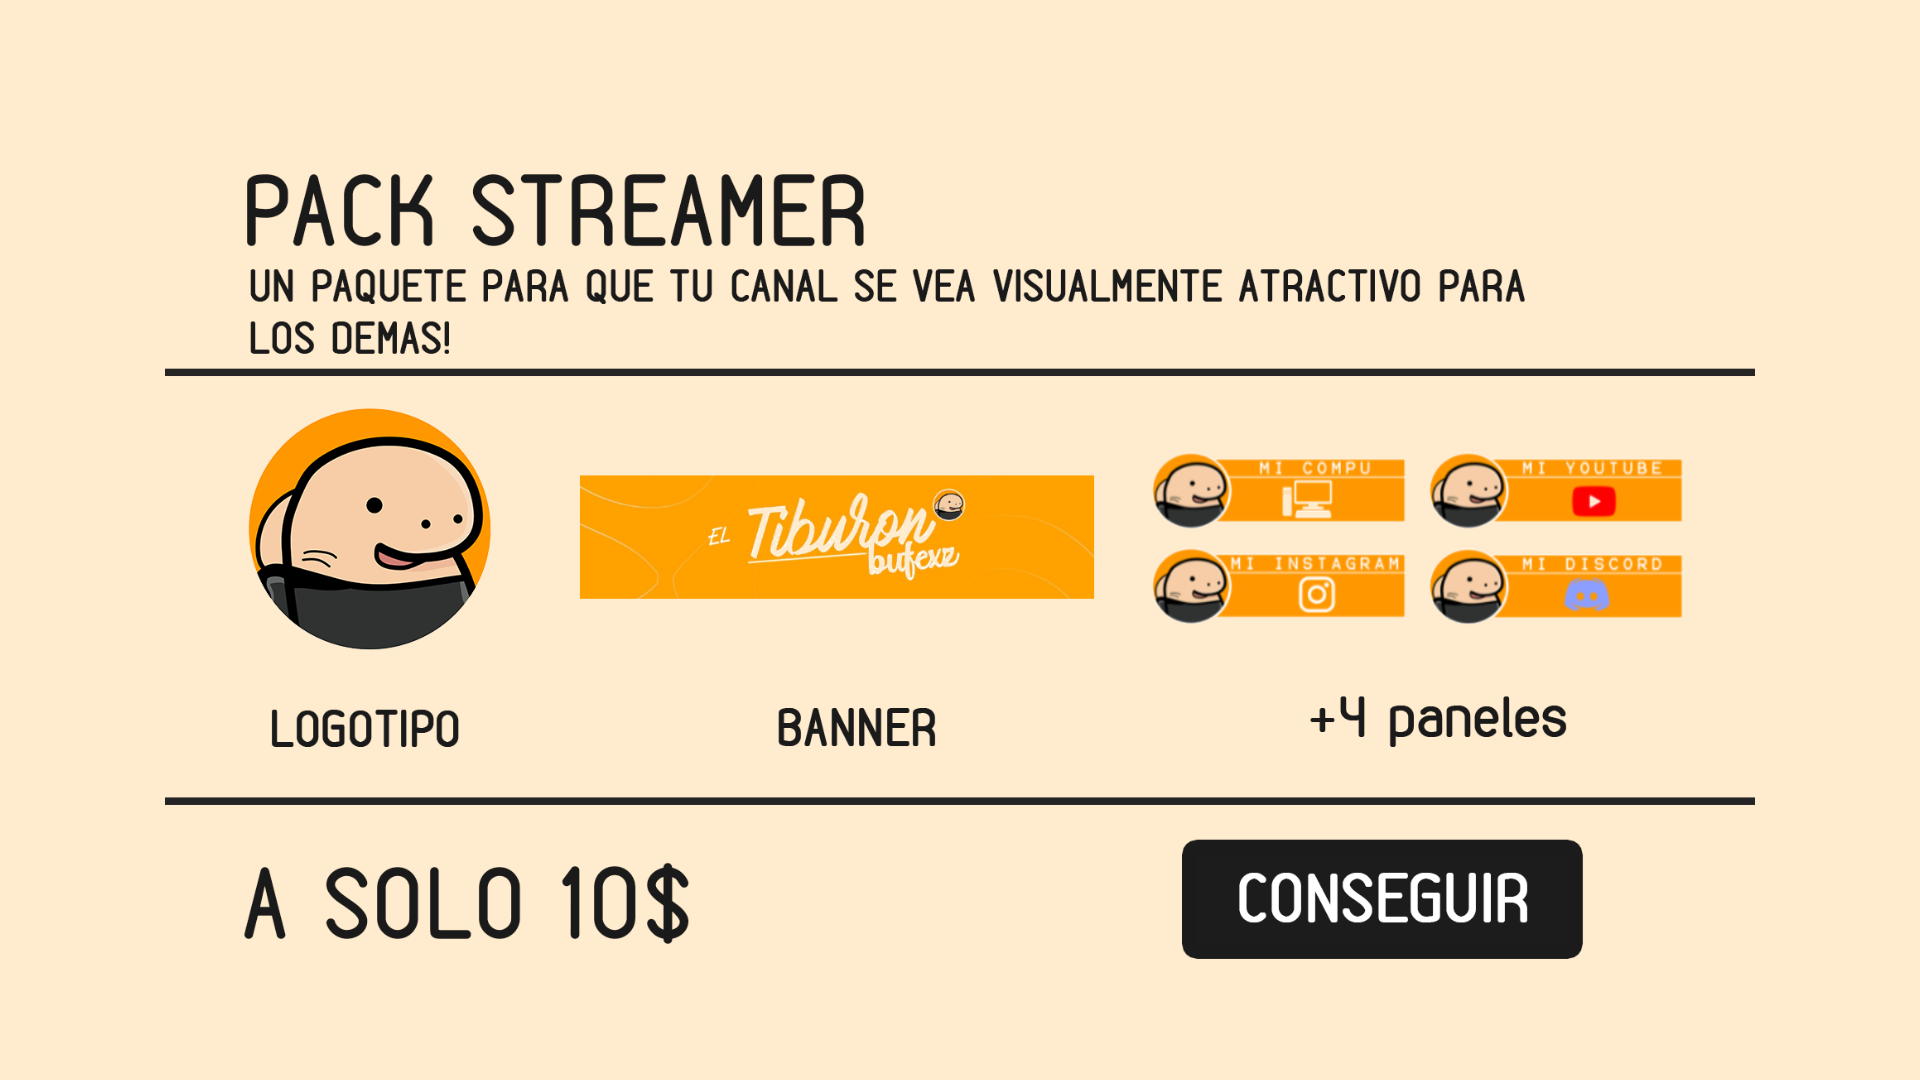 PACK STREAMER
UN PAQUETE PARA QUE TU CANAL SE VEA VISUALMENTE ATRACTIVO PARA
LOS DEMAS!
EL Tiburon
bufexz
MI COMPU
MI YOUTUBE
MI INSTAGRAM
MI DISCORD
LOGOTIPO
BANNER
+4 paneles
A SOLO 10$
CONSEGUIR